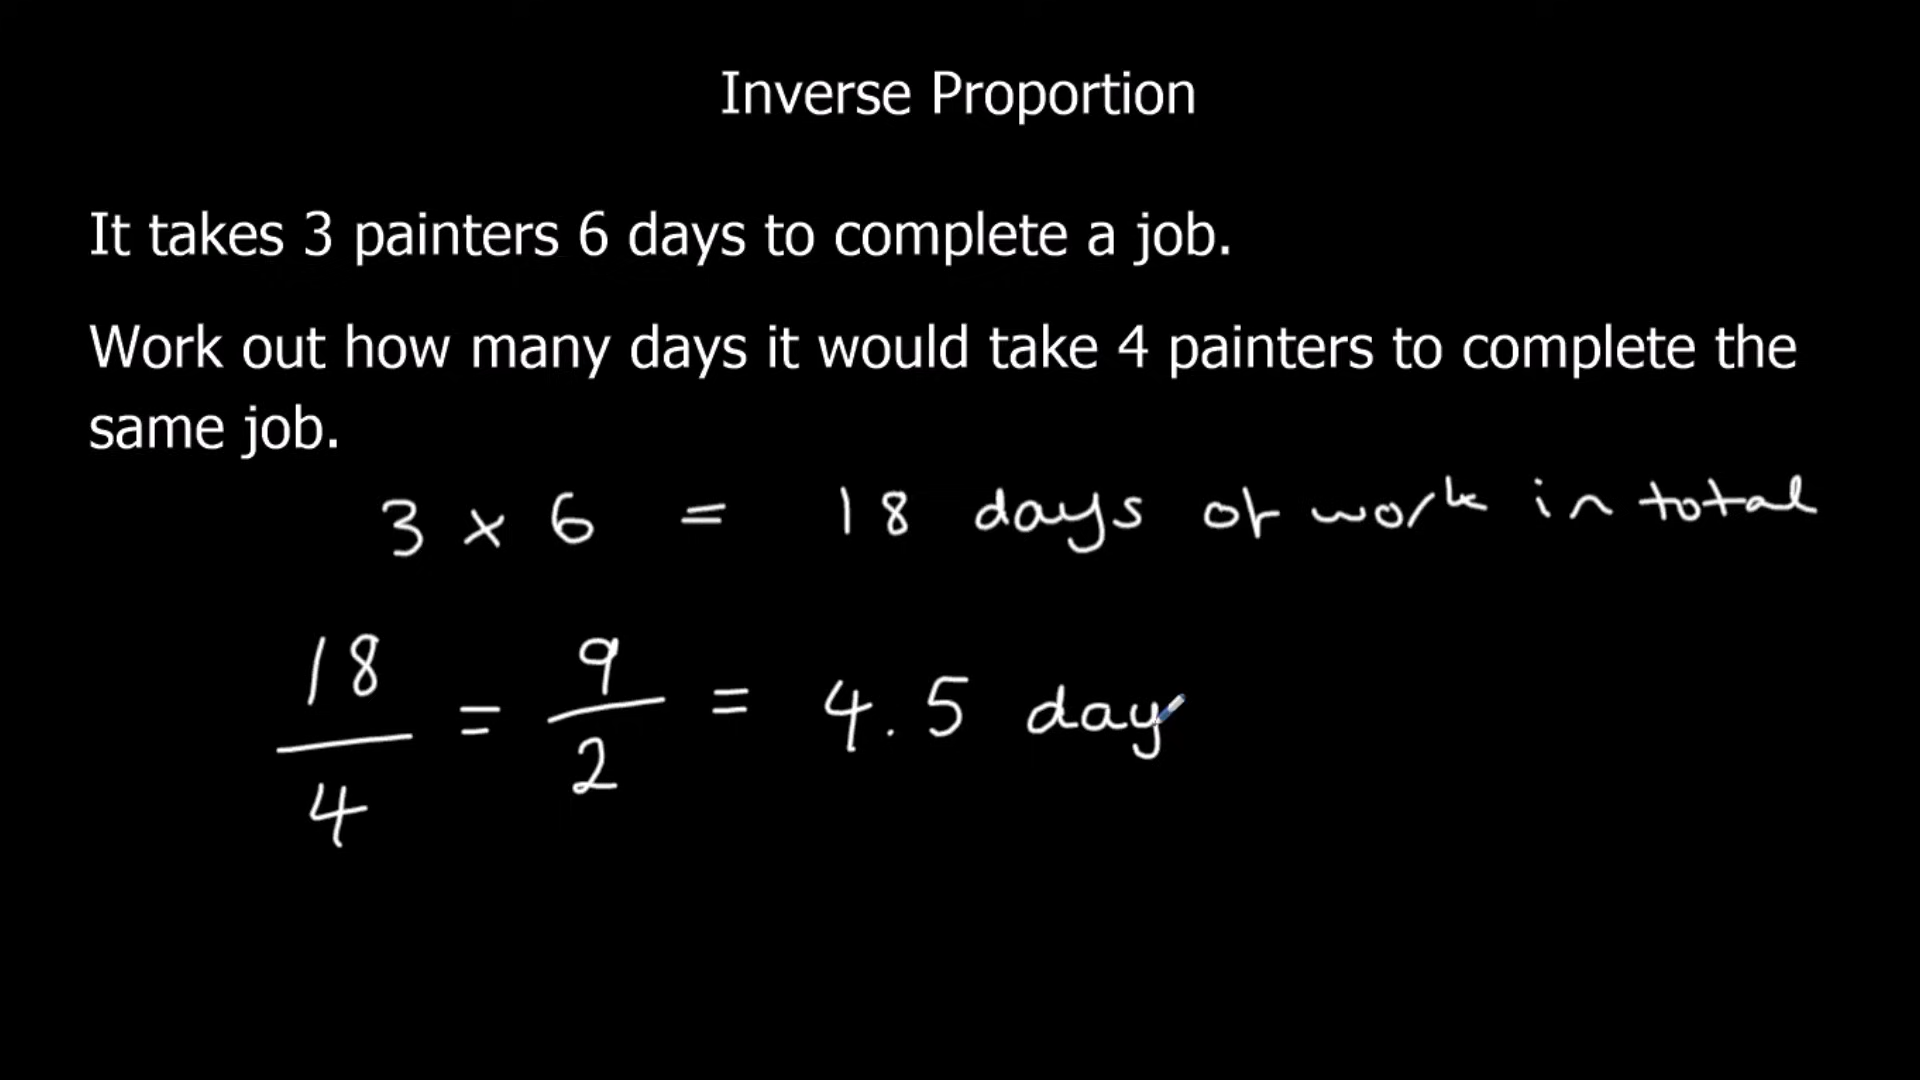 Inverse Proportion
It takes 3 painters 6 days to complete a job.
Work out how many days it would take 4 painters to complete the
same job.
3 × 6 = 18 days of work in total
18/4 = 9/2 = 4.5 day